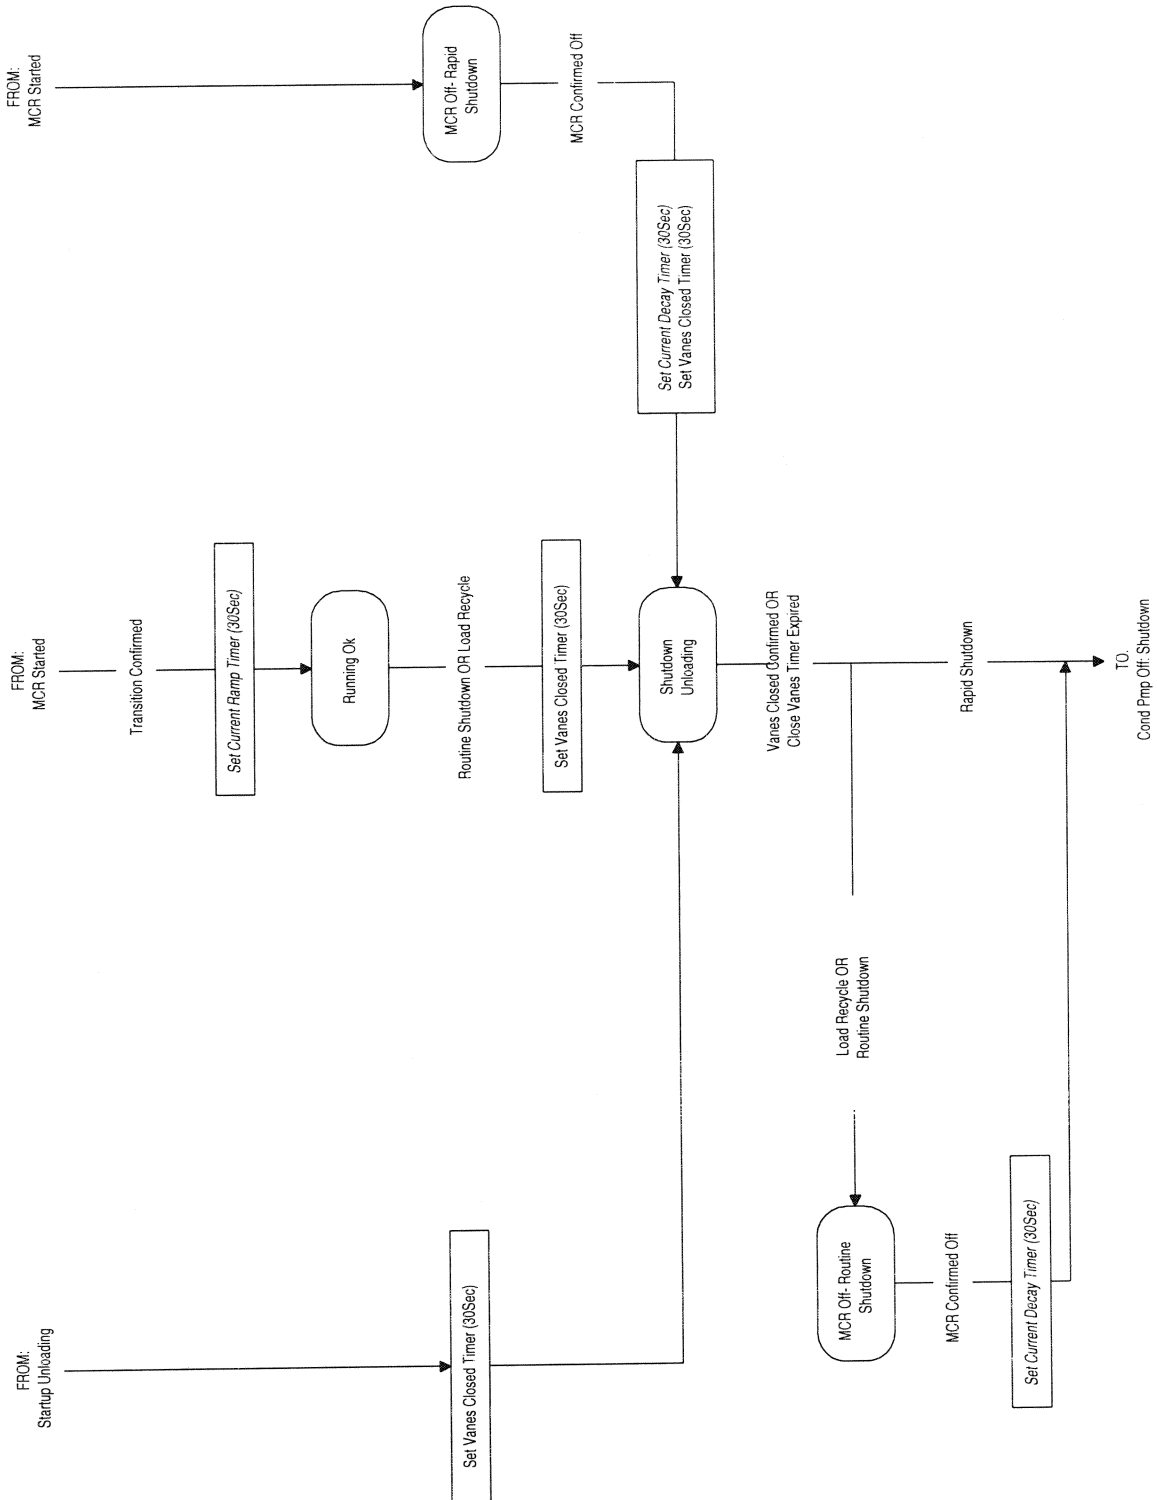 FROM:
Startup Unloading
Set Vanes Closed Timer (30Sec)
FROM:
MCR Started
Transition Confirmed
Set Current Ramp Timer (30Sec)
Running Ok
Routine Shutdown OR Load Recycle
Set Vanes Closed Timer (30Sec)
Shutdown
Unloading
Vanes Closed Confirmed OR
Close Vanes Timer Expired
FROM:
MCR Started
MCR Off- Rapid
Shutdown
MCR Confirmed Off
Set Current Decay Timer (30Sec)
Set Vanes Closed Timer (30Sec)
Load Recycle OR
Routine Shutdown
MCR Off- Routine
Shutdown
MCR Confirmed Off
Set Current Decay Timer (30Sec)
Rapid Shutdown
TO.
Cond Pmp Off: Shutdown